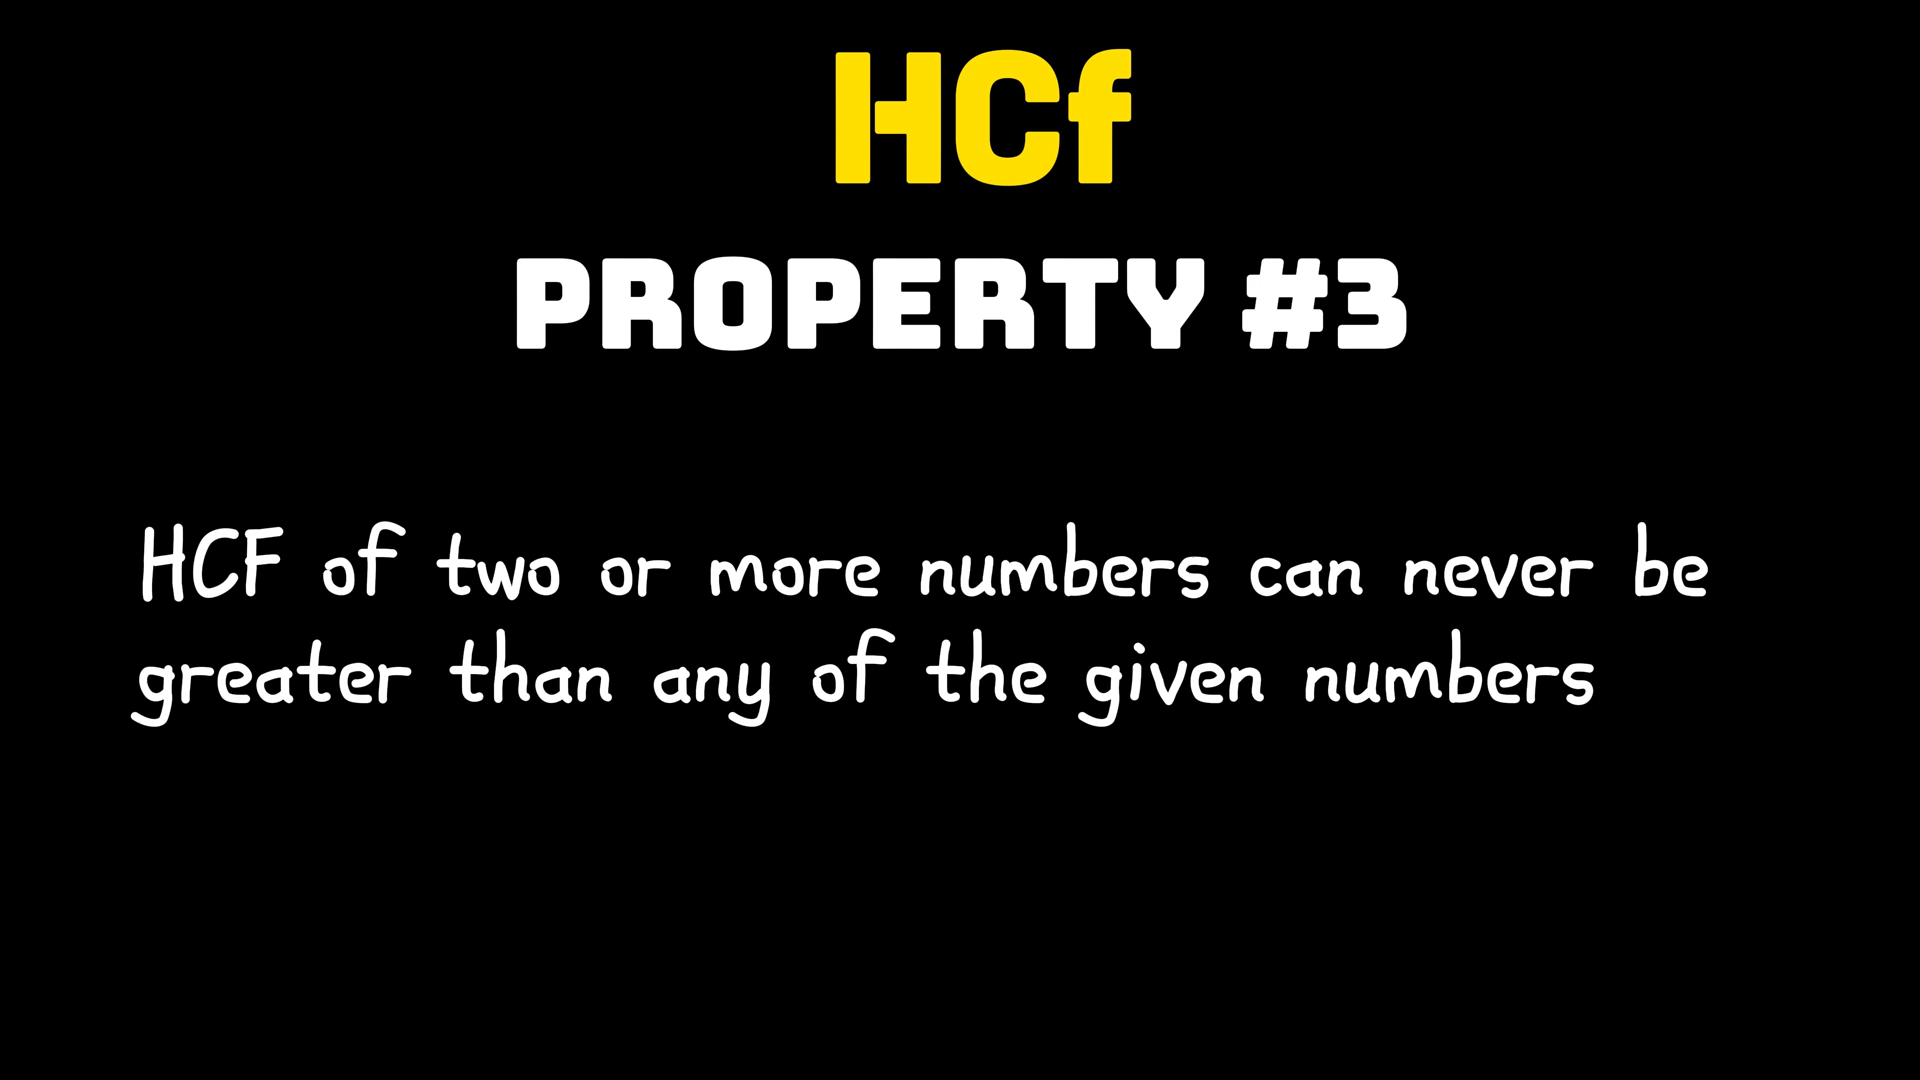 HCf
PROPERTY #3
HCF of two or more numbers can never be
greater than any of the given numbers